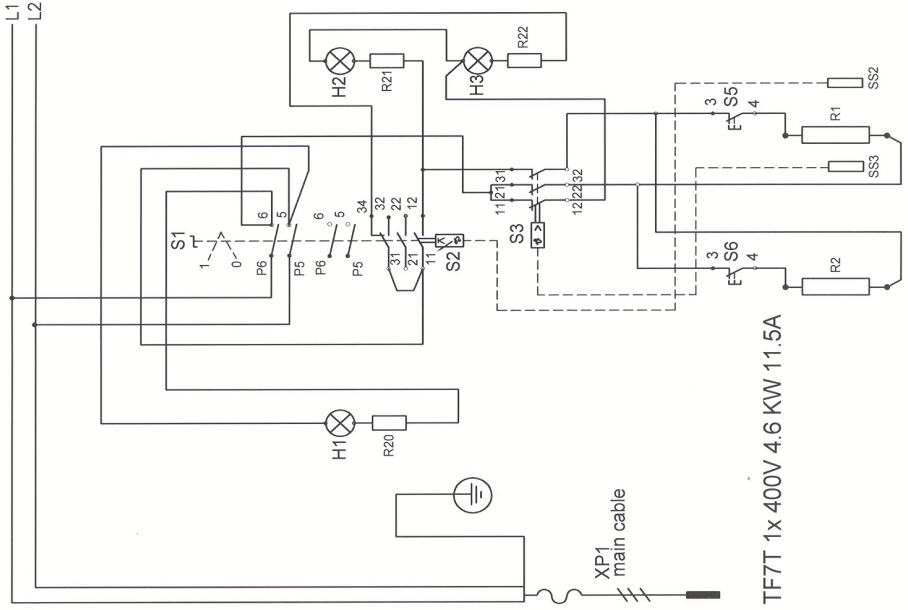 L1
L2
S1
1
0
P6
6
P5
5
P6
6
P5
5
34
31
32
21
22
11
12
S2
H2
R21
H3
R22
S3
11
21
31
12
22
32
S5
3
4
R1
SS2
SS3
S6
3
4
R2
H1
R20
XP1
main cable
TF7T 1x 400V 4.6 KW 11.5A